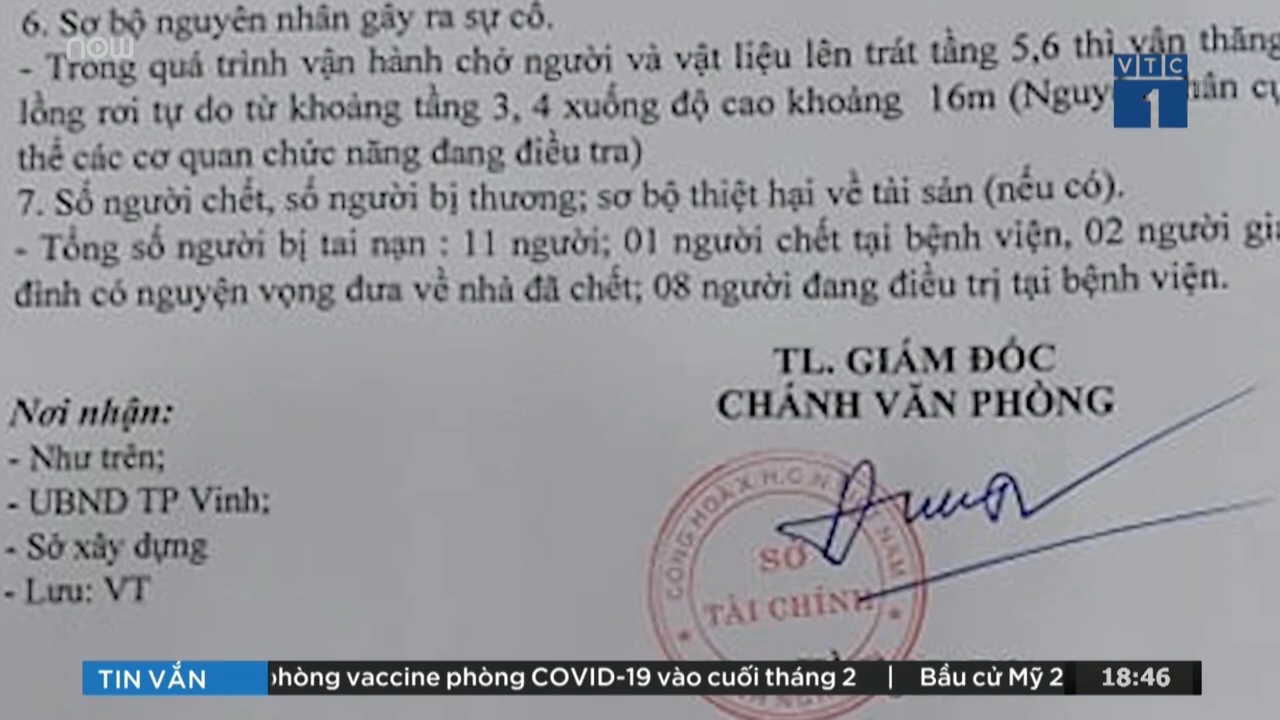 6. Sơ bộ nguyên nhân gây ra sự cố.
now
- Trong quá trình vận hành chở người và vật liệu lên trát tầng 5,6 thì vận thăng
lồng rơi tự do từ khoảng tầng 3, 4 xuống độ cao khoảng 16m (Nguyên nhân cụ
VTC
1
thể các cơ quan chức năng đang điều tra)
7. Số người chết, số người bị thương; sơ bộ thiệt hại về tài sản (nếu có).
- Tổng số người bị tai nạn : 11 người; 01 người chết tại bệnh viện, 02 người gia
đình có nguyện vọng đưa về nhà đã chết; 08 người đang điều trị tại bệnh viện.
TL. GIÁM ĐỐC
CHÁNH VĂN PHÒNG
Nơi nhận:
- Như trên;
- UBND TP Vinh;
- Sở xây dựng
- Lưu: VT
CỘNG HOÀ X.H.C.N NAM
SỞ
TÀI CHÍNH
TIN VẮN
phòng vaccine phòng COVID-19 vào cuối tháng 2 | Bầu cử Mỹ 2
18:46